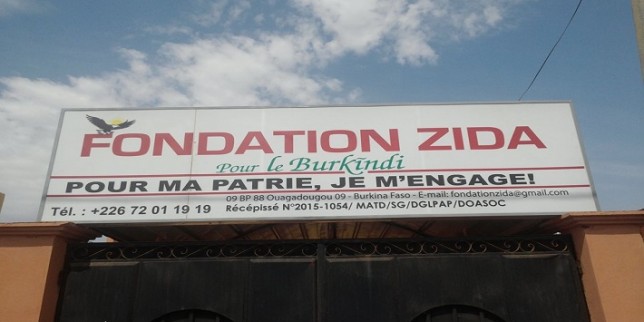 FONDATION ZIDA
Pour le Burkĩndi
POUR MA PATRIE, JE M'ENGAGE!
09 BP 88 Ouagadougou 09 - Burkina Faso - E-mail: fondationzida@gmail.com
Tél. : +226 72 01 19 19 Récépissé N°2015-1054/ MATD/SG/DGLPAP/DOASOC